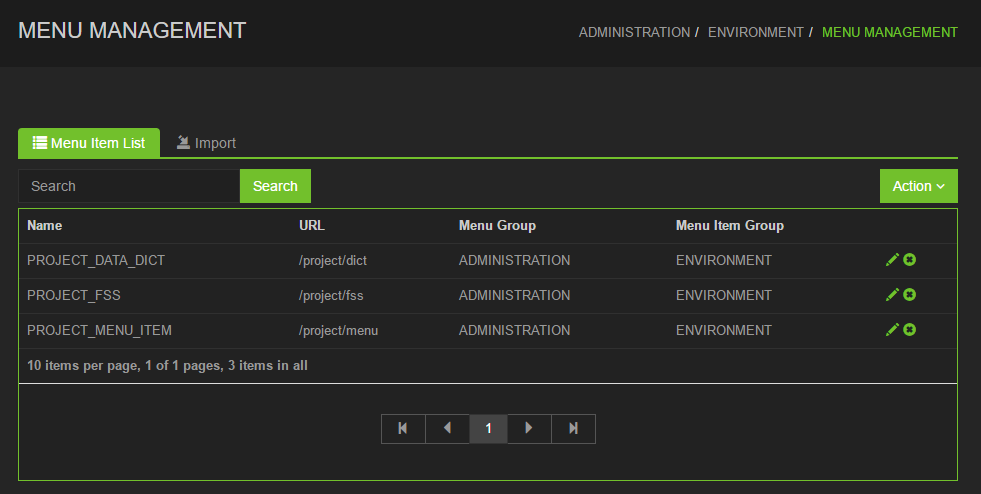 MENU MANAGEMENT
ADMINISTRATION / ENVIRONMENT / MENU MANAGEMENT
Menu Item List Import
Search Search Action
Name URL Menu Group Menu Item Group
PROJECT_DATA_DICT /project/dict ADMINISTRATION ENVIRONMENT
PROJECT_FSS /project/fss ADMINISTRATION ENVIRONMENT
PROJECT_MENU_ITEM /project/menu ADMINISTRATION ENVIRONMENT
10 items per page, 1 of 1 pages, 3 items in all
1